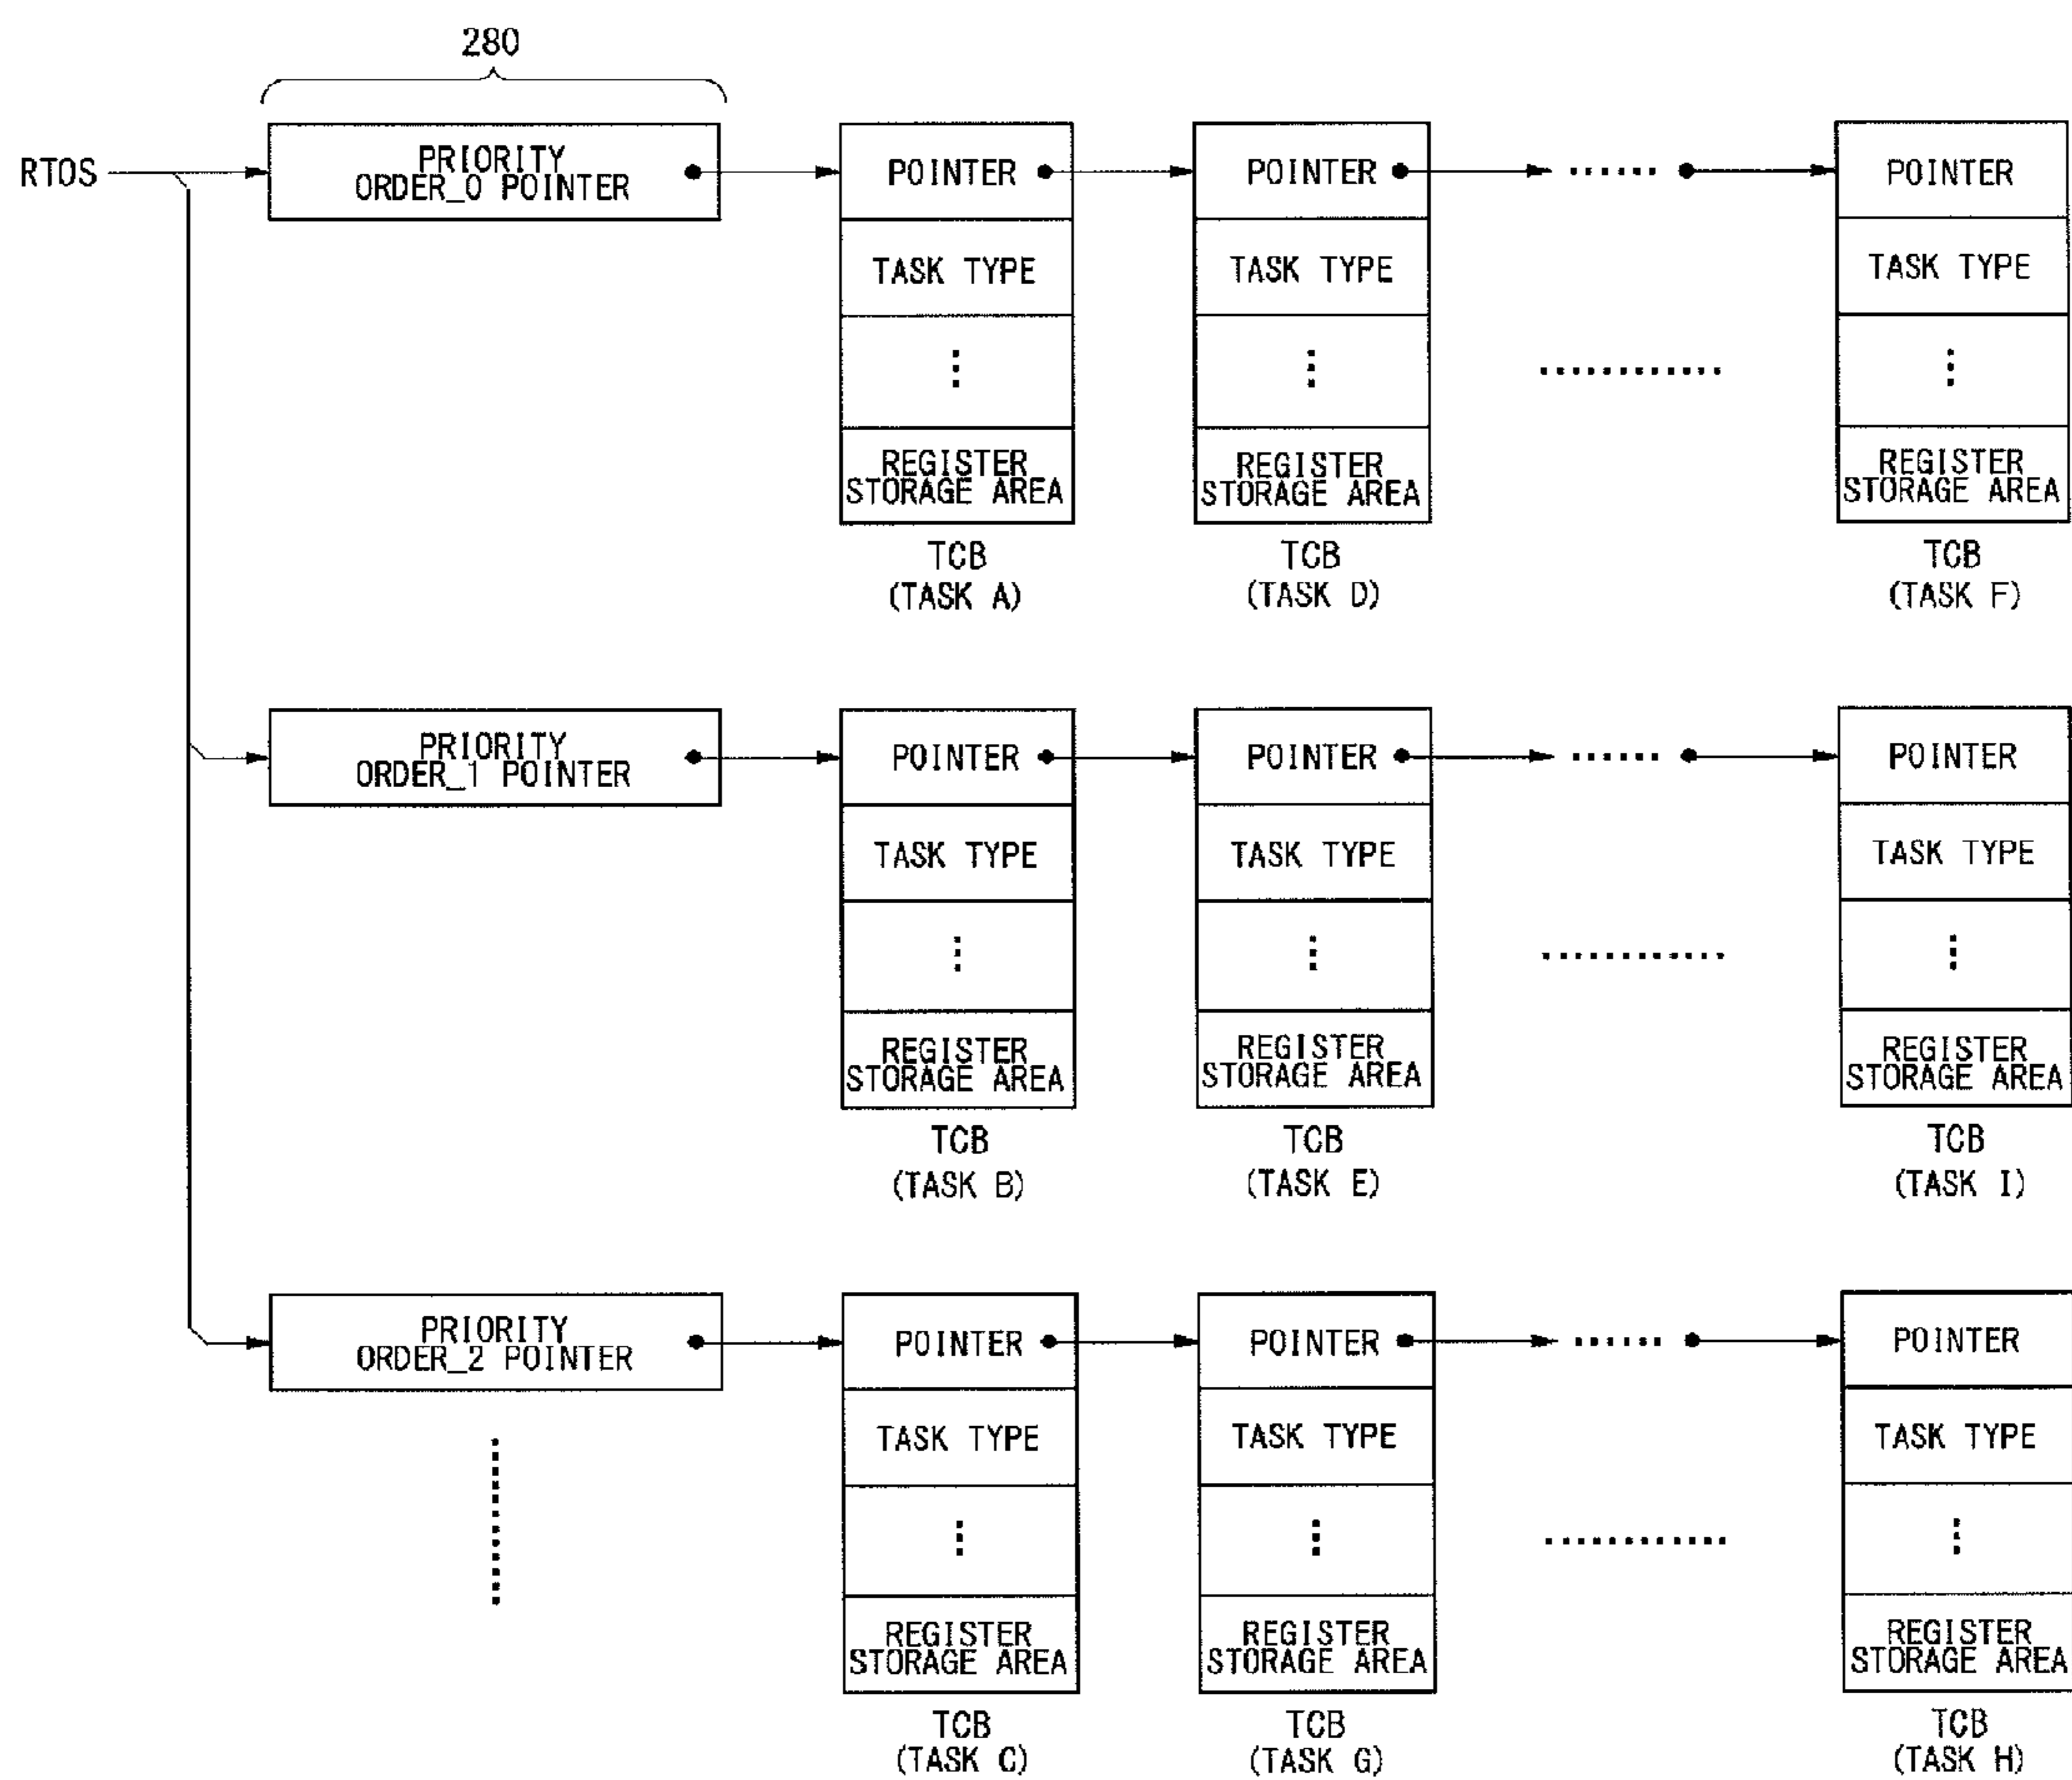 280
RTOS
PRIORITY
ORDER_0 POINTER
POINTER
POINTER
POINTER
TASK TYPE
TASK TYPE
TASK TYPE
REGISTER
STORAGE AREA
REGISTER
STORAGE AREA
REGISTER
STORAGE AREA
TCB
(TASK A)
TCB
(TASK D)
TCB
(TASK F)
PRIORITY
ORDER_1 POINTER
POINTER
POINTER
POINTER
TASK TYPE
TASK TYPE
TASK TYPE
REGISTER
STORAGE AREA
REGISTER
STORAGE AREA
REGISTER
STORAGE AREA
TCB
(TASK B)
TCB
(TASK E)
TCB
(TASK I)
PRIORITY
ORDER_2 POINTER
POINTER
POINTER
POINTER
TASK TYPE
TASK TYPE
TASK TYPE
REGISTER
STORAGE AREA
REGISTER
STORAGE AREA
REGISTER
STORAGE AREA
TCB
(TASK C)
TCB
(TASK G)
TCB
(TASK H)